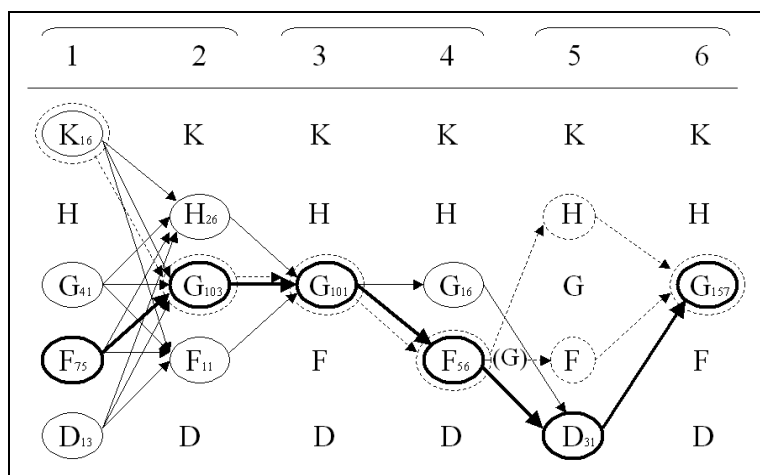 1 2 3 4 5 6
K16 K K K K K
H H26 H H H H
G41 G103 G101 G16 G G157
F75 F11 F F56 (G) F F
D13 D D D D31 D